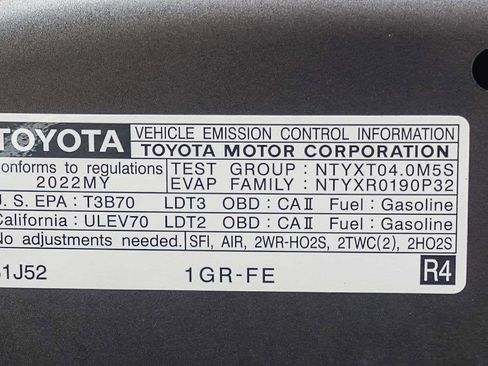 TOYOTA VEHICLE EMISSION CONTROL INFORMATION
TOYOTA MOTOR CORPORATION
onforms to regulations TEST GROUP : NTYXT04.0M5S
2022MY EVAP FAMILY : NTYXR0190P32
U. S. EPA : T3B70 LDT3 OBD : CAⅡ Fuel : Gasoline
California : ULEV70 LDT2 OBD : CAⅡ Fuel : Gasoline
No adjustments needed. SFI, AIR, 2WR-HO2S, 2TWC(2), 2HO2S
1J52 1GR-FE R4